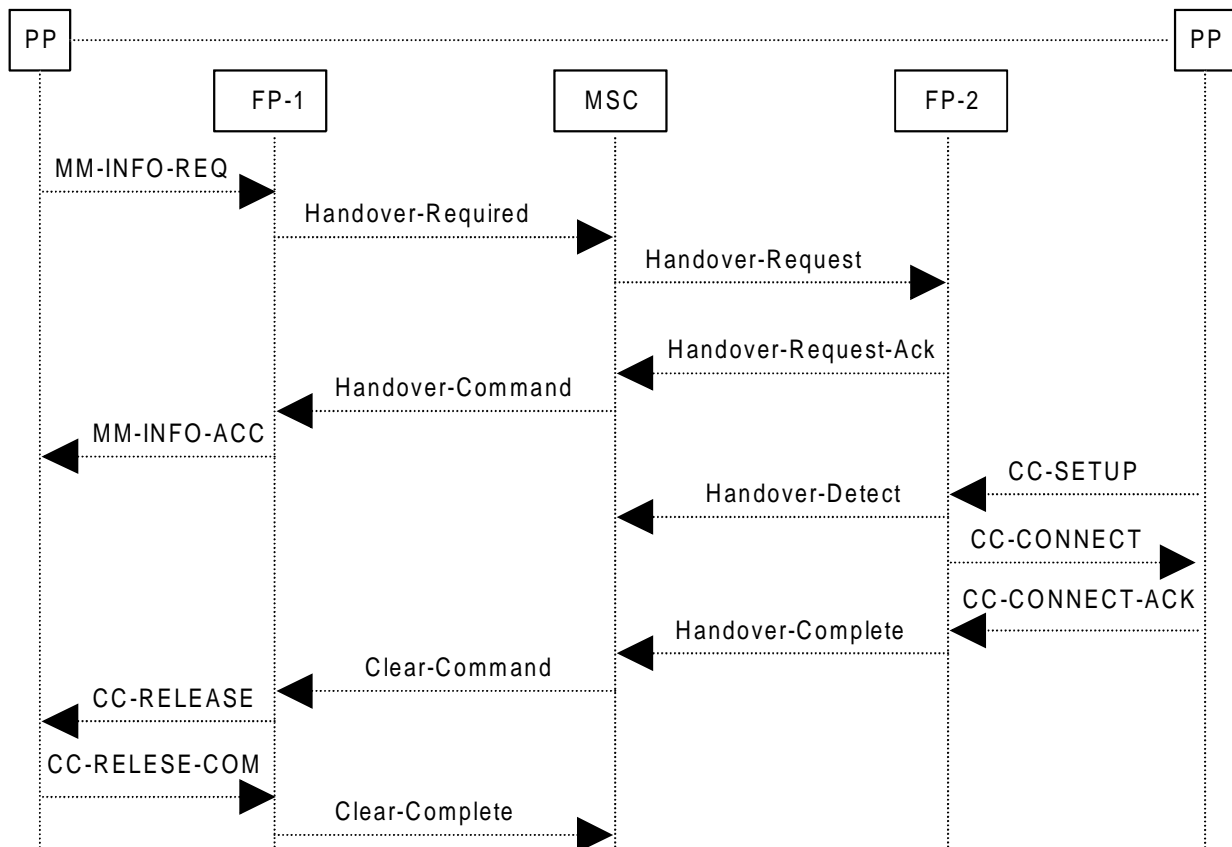 PP
PP
FP-1
MSC
FP-2
MM-INFO-REQ
Handover-Required
Handover-Request
Handover-Request-Ack
Handover-Command
MM-INFO-ACC
CC-SETUP
Handover-Detect
CC-CONNECT
CC-CONNECT-ACK
Handover-Complete
Clear-Command
CC-RELEASE
CC-RELESE-COM
Clear-Complete